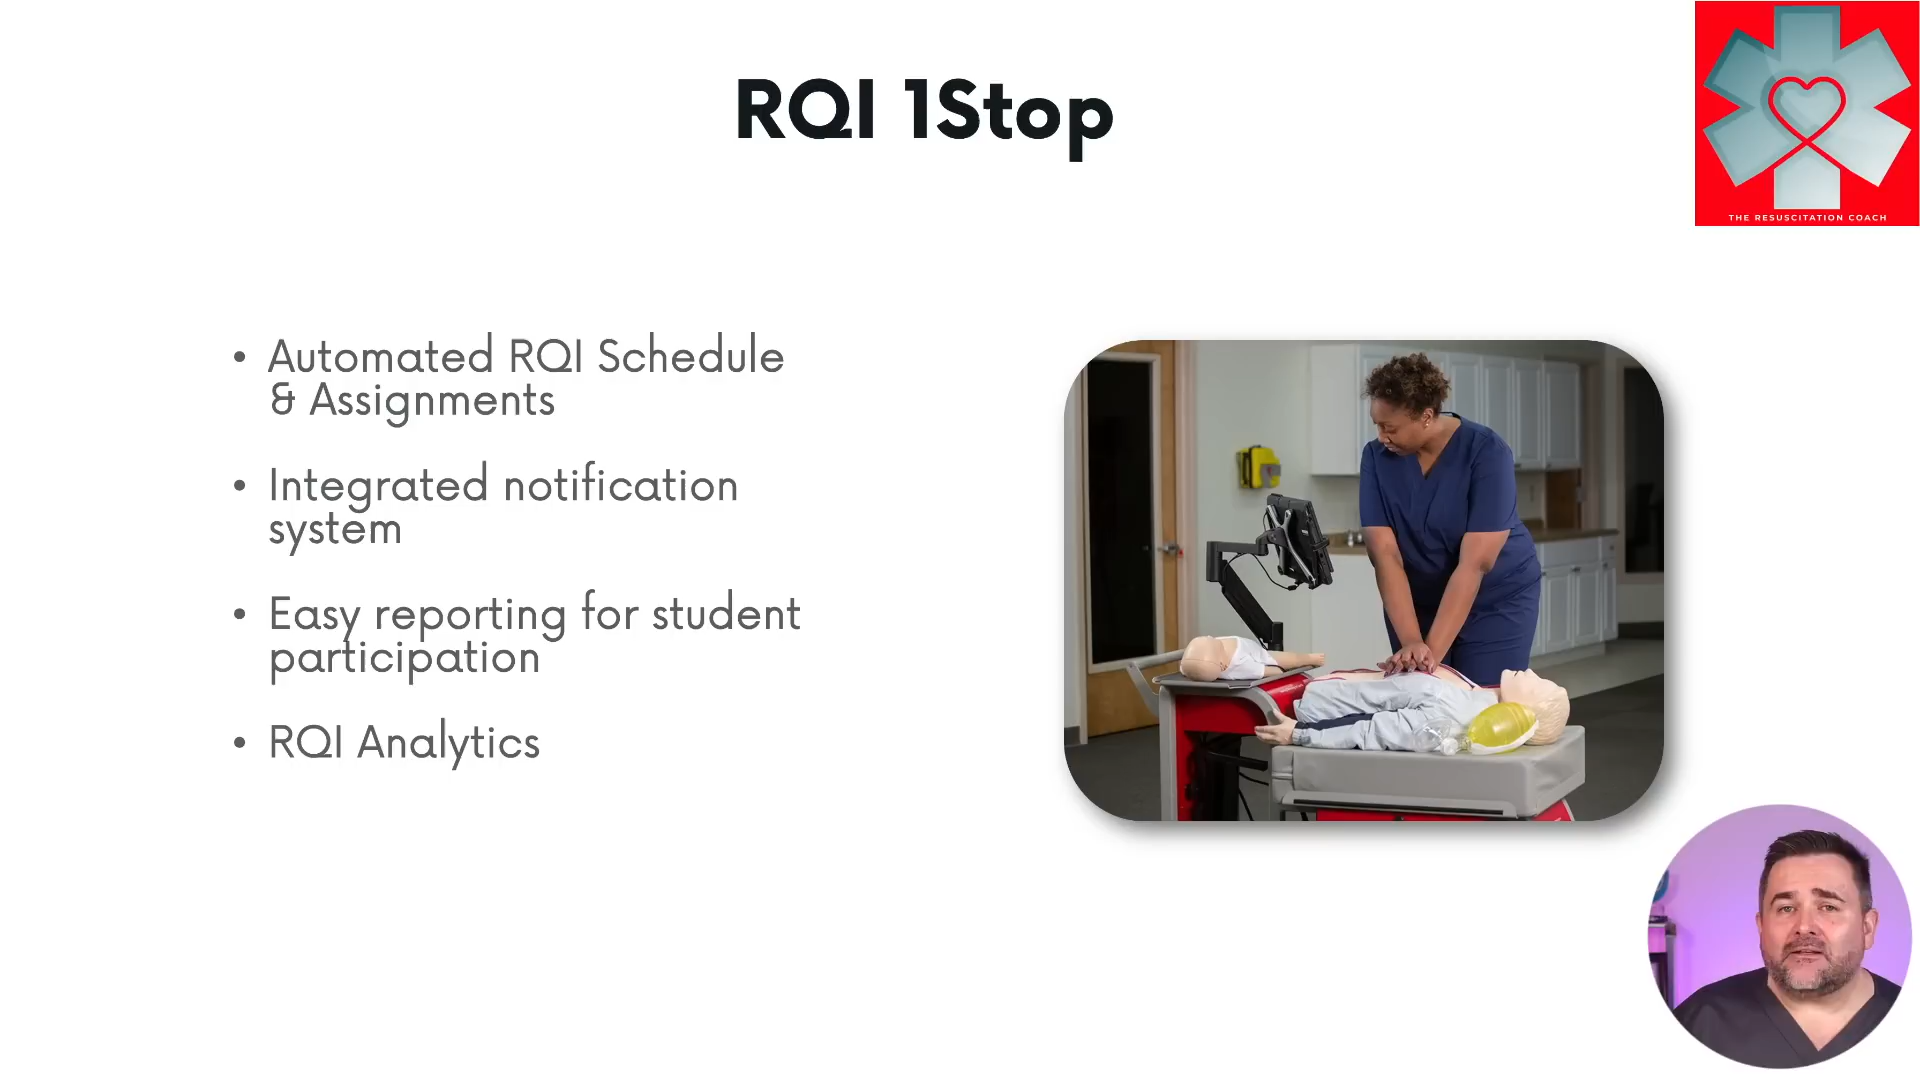 RQI 1Stop
THE RESUSCITATION COACH
• Automated RQI Schedule
& Assignments
• Integrated notification
system
• Easy reporting for student
participation
• RQI Analytics